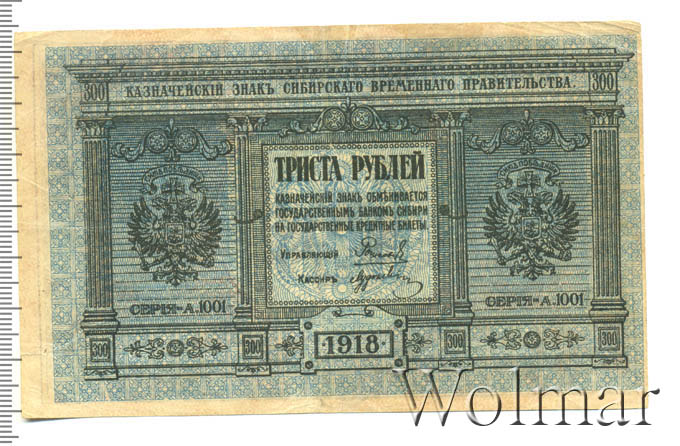 300 КАЗНАЧЕЙСКІЙ ЗНАКЪ СИБИРСКАГО ВРЕМЕННАГО ПРАВИТЕЛЬСТВА. 300
ТРИСТА РУБЛЕЙ
КАЗНАЧЕЙСКІЙ ЗНАКЪ ОБМѢНИВАЕТСЯ
ГОСУДАРСТВЕННЫМЪ БАНКОМЪ СИБИРИ
НА ГОСУДАРСТВЕННЫЕ КРЕДИТНЫЕ БИЛЕТЫ.
УПРАВЛЯЮЩІЙ
КАССИРЪ
СЕРІЯ-А.1001
СЕРІЯ-А.1001
300 300 ·1918· 300 300
Wolmar